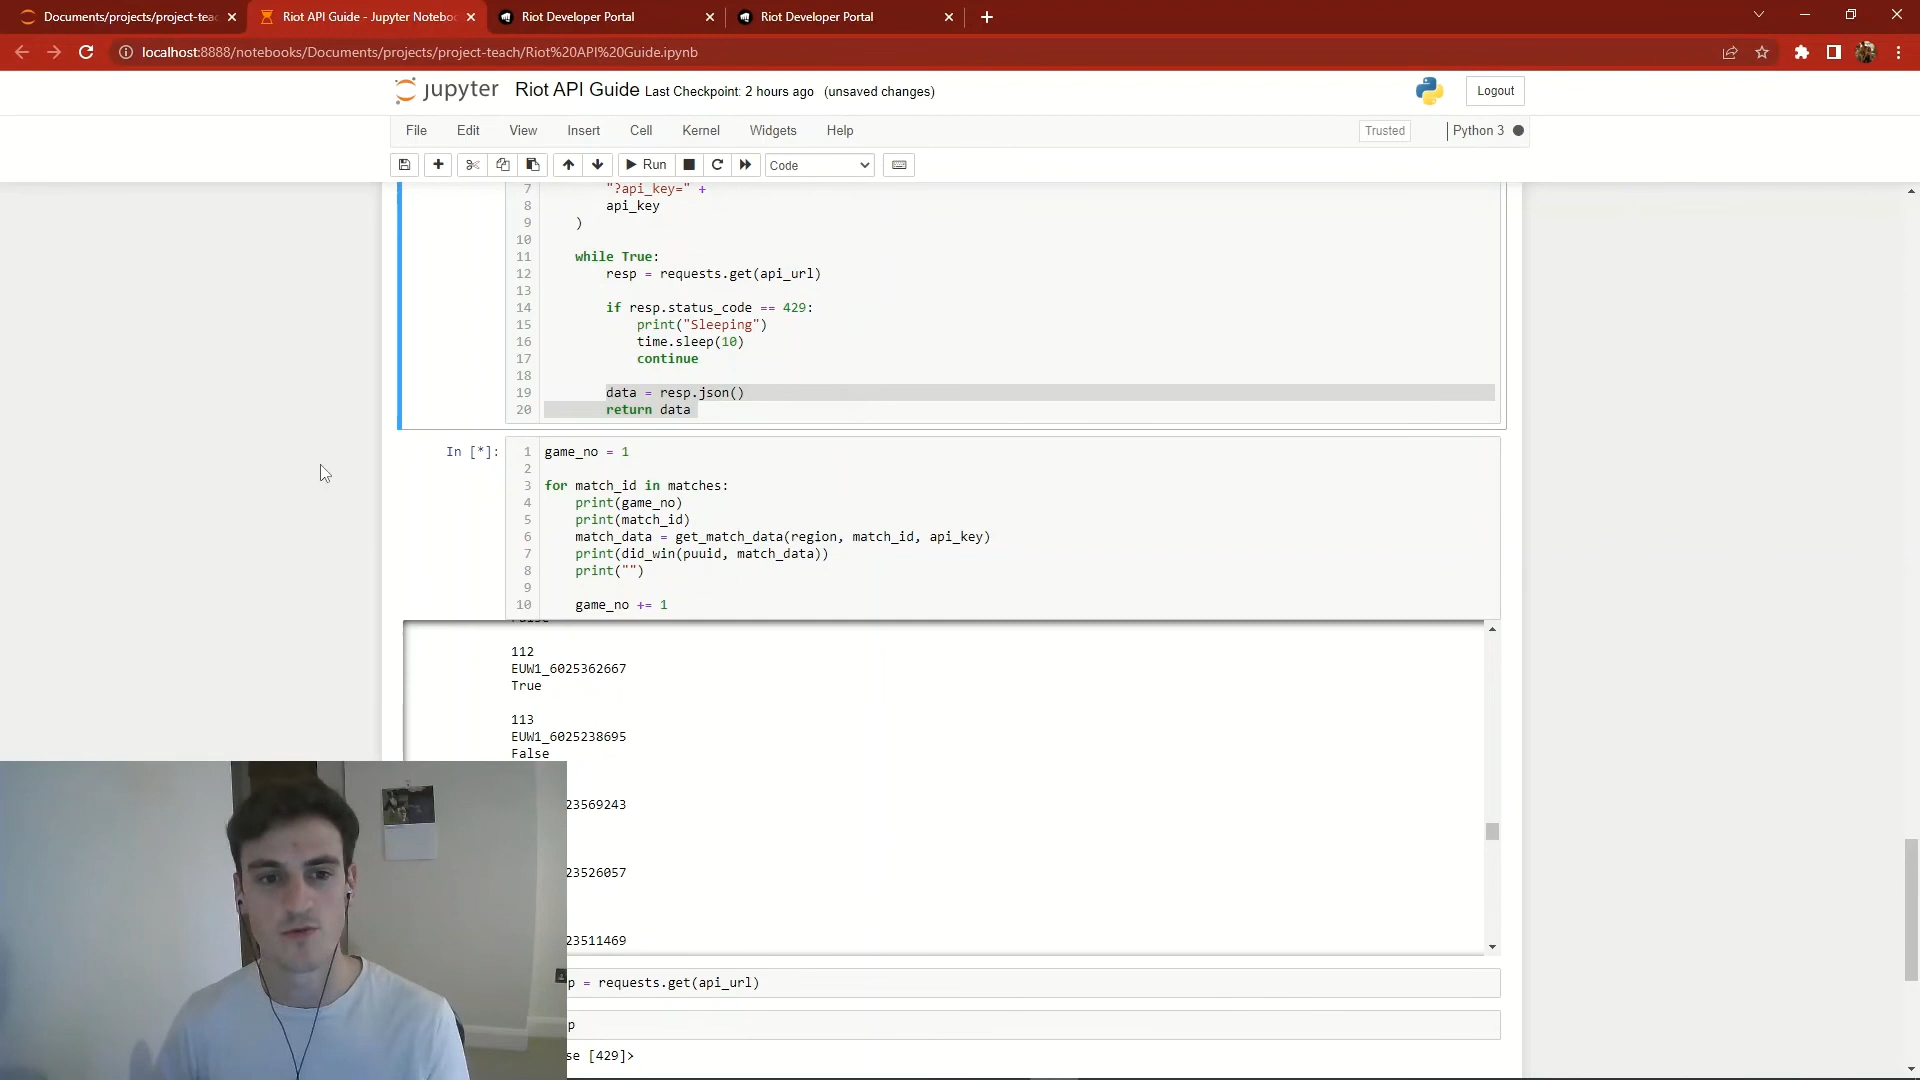 Documents/projects/project-tea
Riot API Guide - Jupyter Notebo
Riot Developer Portal
Riot Developer Portal
localhost:8888/notebooks/Documents/projects/project-teach/Riot%20API%20Guide.ipynb
jupyter Riot API Guide Last Checkpoint: 2 hours ago (unsaved changes)
Logout
File Edit View Insert Cell Kernel Widgets Help
Trusted
Python 3
Run
Code
7 "?api_key=" +
8 api_key
9 )
10
11 while True:
12 resp = requests.get(api_url)
13
14 if resp.status_code == 429:
15 print("Sleeping")
16 time.sleep(10)
17 continue
18
19 data = resp.json()
20 return data
In [*]:
1 game_no = 1
2
3 for match_id in matches:
4 print(game_no)
5 print(match_id)
6 match_data = get_match_data(region, match_id, api_key)
7 print(did_win(puuid, match_data))
8 print("")
9
10 game_no += 1
False
112
EUW1_6025362667
True
113
EUW1_6025238695
False
23569243
23526057
23511469
p = requests.get(api_url)
p
se [429]>